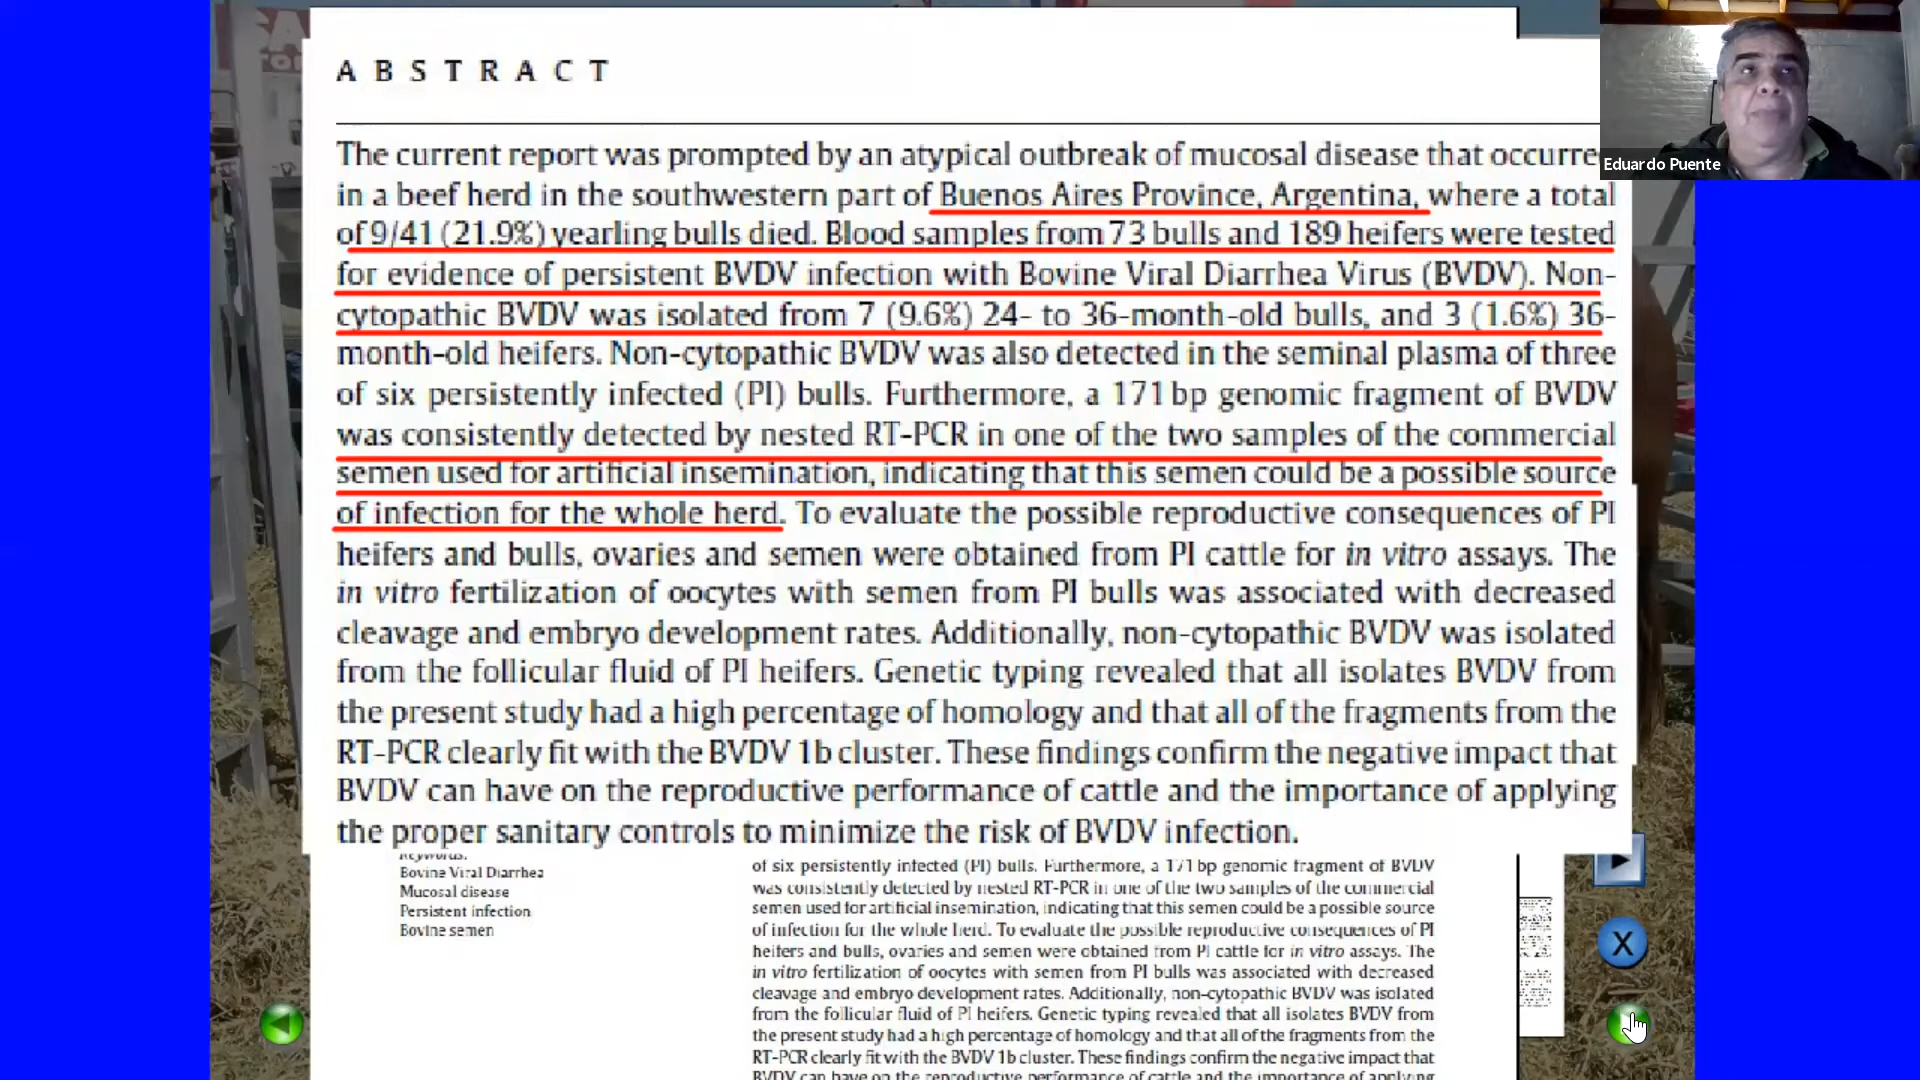 ABSTRACT
The current report was prompted by an atypical outbreak of mucosal disease that occurre
in a beef herd in the southwestern part of Buenos Aires Province, Argentina, where a total
of 9/41 (21.9%) yearling bulls died. Blood samples from 73 bulls and 189 heifers were tested
for evidence of persistent BVDV infection with Bovine Viral Diarrhea Virus (BVDV). Non-
cytopathic BVDV was isolated from 7 (9.6%) 24- to 36-month-old bulls, and 3 (1.6%) 36-
month-old heifers. Non-cytopathic BVDV was also detected in the seminal plasma of three
of six persistently infected (PI) bulls. Furthermore, a 171 bp genomic fragment of BVDV
was consistently detected by nested RT-PCR in one of the two samples of the commercial
semen used for artificial insemination, indicating that this semen could be a possible source
of infection for the whole herd. To evaluate the possible reproductive consequences of PI
heifers and bulls, ovaries and semen were obtained from PI cattle for in vitro assays. The
in vitro fertilization of oocytes with semen from PI bulls was associated with decreased
cleavage and embryo development rates. Additionally, non-cytopathic BVDV was isolated
from the follicular fluid of PI heifers. Genetic typing revealed that all isolates BVDV from
the present study had a high percentage of homology and that all of the fragments from the
RT-PCR clearly fit with the BVDV 1b cluster. These findings confirm the negative impact that
BVDV can have on the reproductive performance of cattle and the importance of applying
the proper sanitary controls to minimize the risk of BVDV infection.
Eduardo Puente
Keywords:
Bovine Viral Diarrhea
Mucosal disease
Persistent infection
Bovine semen
of six persistently infected (PI) bulls. Furthermore, a 171 bp genomic fragment of BVDV
was consistently detected by nested RT-PCR in one of the two samples of the commercial
semen used for artificial insemination, indicating that this semen could be a possible source
of infection for the whole herd. To evaluate the possible reproductive consequences of PI
heifers and bulls, ovaries and semen were obtained from PI cattle for in vitro assays. The
in vitro fertilization of oocytes with semen from PI bulls was associated with decreased
cleavage and embryo development rates. Additionally, non-cytopathic BVDV was isolated
from the follicular fluid of PI heifers. Genetic typing revealed that all isolates BVDV from
the present study had a high percentage of homology and that all of the fragments from the
RT-PCR clearly fit with the BVDV 1b cluster. These findings confirm the negative impact that
BVDV can have on the reproductive performance of cattle and the importance of applying
X